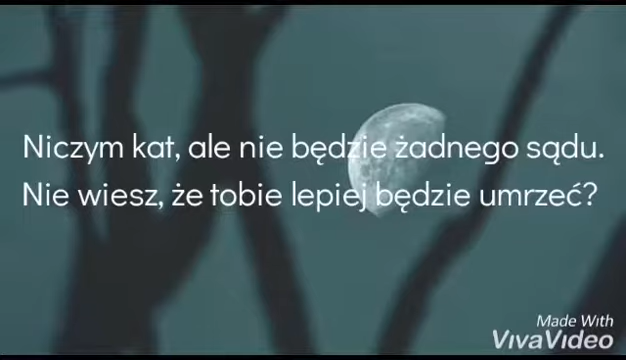 Niczym kat, ale nie będzie żadnego sądu.
Nie wiesz, że tobie lepiej będzie umrzeć?
Made With
VivaVideo